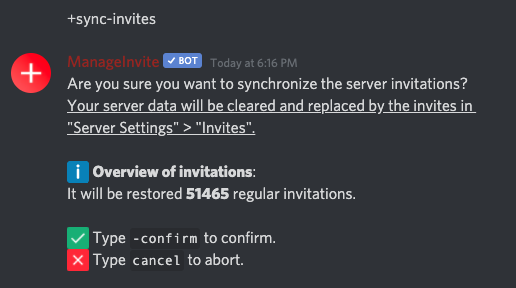 +sync-invites
ManageInvite ✓ BOT Today at 6:16 PM
Are you sure you want to synchronize the server invitations?
Your server data will be cleared and replaced by the invites in
"Server Settings" > "Invites".
i Overview of invitations:
It will be restored 51465 regular invitations.
Type -confirm to confirm.
Type cancel to abort.